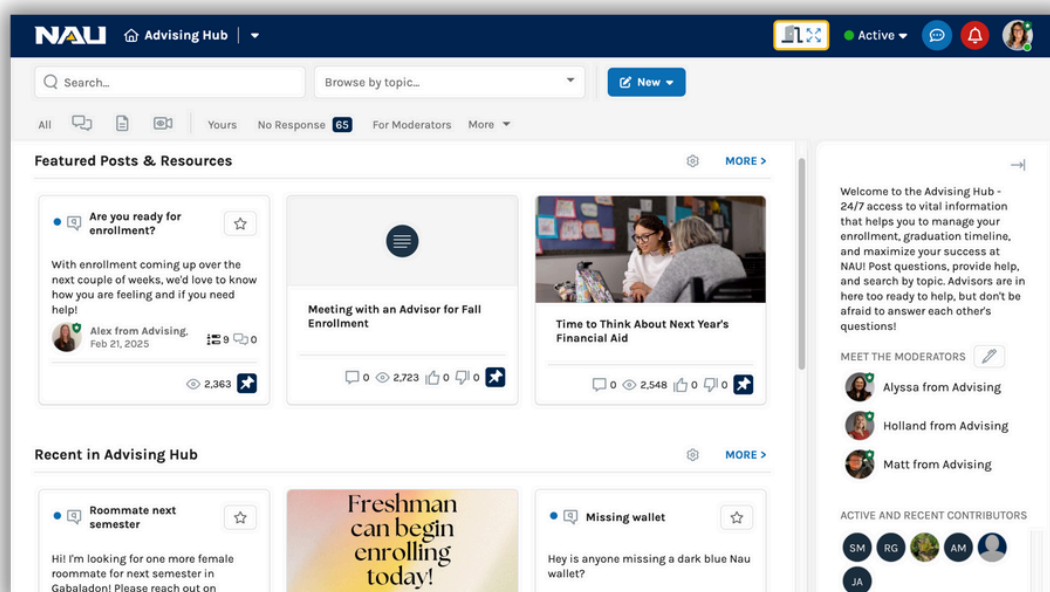 NAU Advising Hub
Active
Search...
Browse by topic...
New
All
Yours
No Response 65
For Moderators
More
Featured Posts & Resources
MORE >
Are you ready for
enrollment?
With enrollment coming up over the
next couple of weeks, we'd love to know
how you are feeling and if you need
help!
Alex from Advising.
Feb 21, 2025
9 0
2,363
Meeting with an Advisor for Fall
Enrollment
0 2,723 0 0
Time to Think About Next Year's
Financial Aid
0 2,548 0 0
Recent in Advising Hub
MORE >
Roommate next
semester
Hi! I'm looking for one more female
roommate for next semester in
Gabaladon! Please reach out on
Freshman
can begin
enrolling
today!
Missing wallet
Hey is anyone missing a dark blue Nau
wallet?
Welcome to the Advising Hub -
24/7 access to vital information
that helps you to manage your
enrollment, graduation timeline,
and maximize your success at
NAU! Post questions, provide help,
and search by topic. Advisors are in
here too ready to help, but don't be
afraid to answer each other's
questions!
MEET THE MODERATORS
Alyssa from Advising
Holland from Advising
Matt from Advising
ACTIVE AND RECENT CONTRIBUTORS
SM RG AM
JA